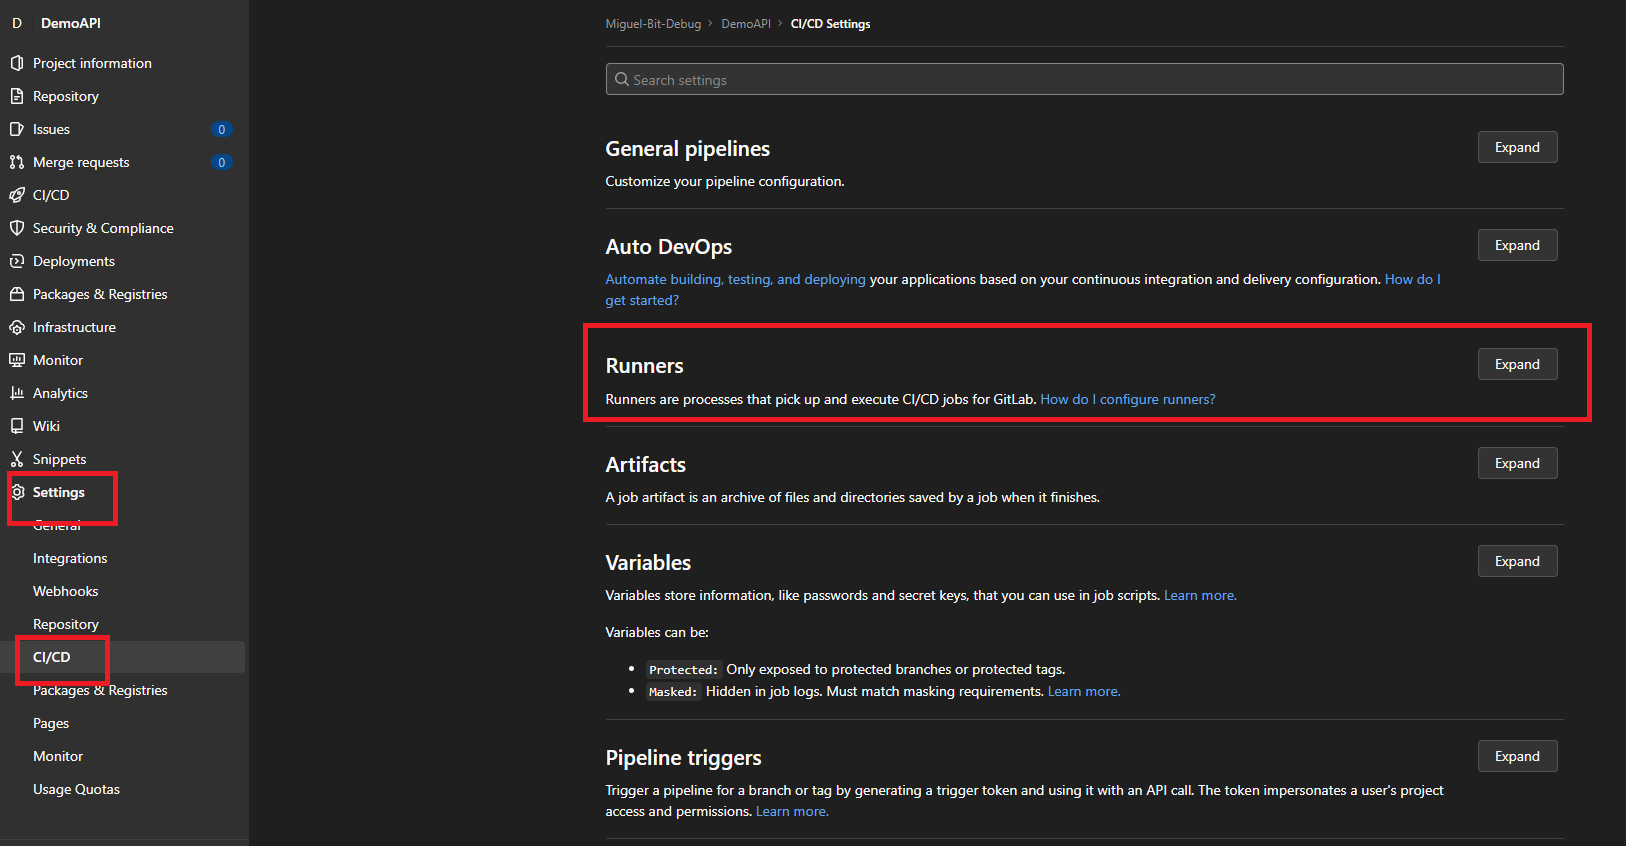 D DemoAPI
Project information
Repository
Issues 0
Merge requests 0
CI/CD
Security & Compliance
Deployments
Packages & Registries
Infrastructure
Monitor
Analytics
Wiki
Snippets
Settings
General
Integrations
Webhooks
Repository
CI/CD
Packages & Registries
Pages
Monitor
Usage Quotas
Miguel-Bit-Debug › DemoAPI › CI/CD Settings
Search settings
General pipelines Expand
Customize your pipeline configuration.
Auto DevOps Expand
Automate building, testing, and deploying your applications based on your continuous integration and delivery configuration. How do I
get started?
Runners Expand
Runners are processes that pick up and execute CI/CD jobs for GitLab. How do I configure runners?
Artifacts Expand
A job artifact is an archive of files and directories saved by a job when it finishes.
Variables Expand
Variables store information, like passwords and secret keys, that you can use in job scripts. Learn more.
Variables can be:
• Protected: Only exposed to protected branches or protected tags.
• Masked: Hidden in job logs. Must match masking requirements. Learn more.
Pipeline triggers Expand
Trigger a pipeline for a branch or tag by generating a trigger token and using it with an API call. The token impersonates a user's project
access and permissions. Learn more.